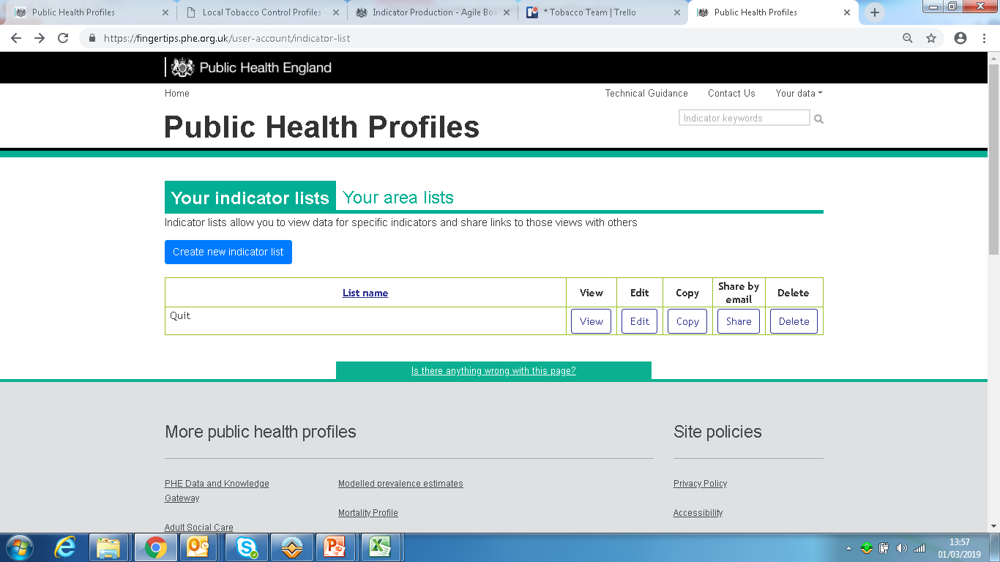 Public Health Profiles
Local Tobacco Control Profiles -
Indicator Production - Agile Boa
* Tobacco Team | Trello
Public Health Profiles
https://fingertips.phe.org.uk/user-account/indicator-list
Public Health England
Home
Technical Guidance
Contact Us
Your data
Public Health Profiles
Indicator keywords
Your indicator lists
Your area lists
Indicator lists allow you to view data for specific indicators and share links to those views with others
Create new indicator list
List name
View
Edit
Copy
Share by
email
Delete
Quit
View
Edit
Copy
Share
Delete
Is there anything wrong with this page?
More public health profiles
Site policies
PHE Data and Knowledge
Gateway
Modelled prevalence estimates
Privacy Policy
Mortality Profile
Accessibility
Adult Social Care
13:57
01/03/2019